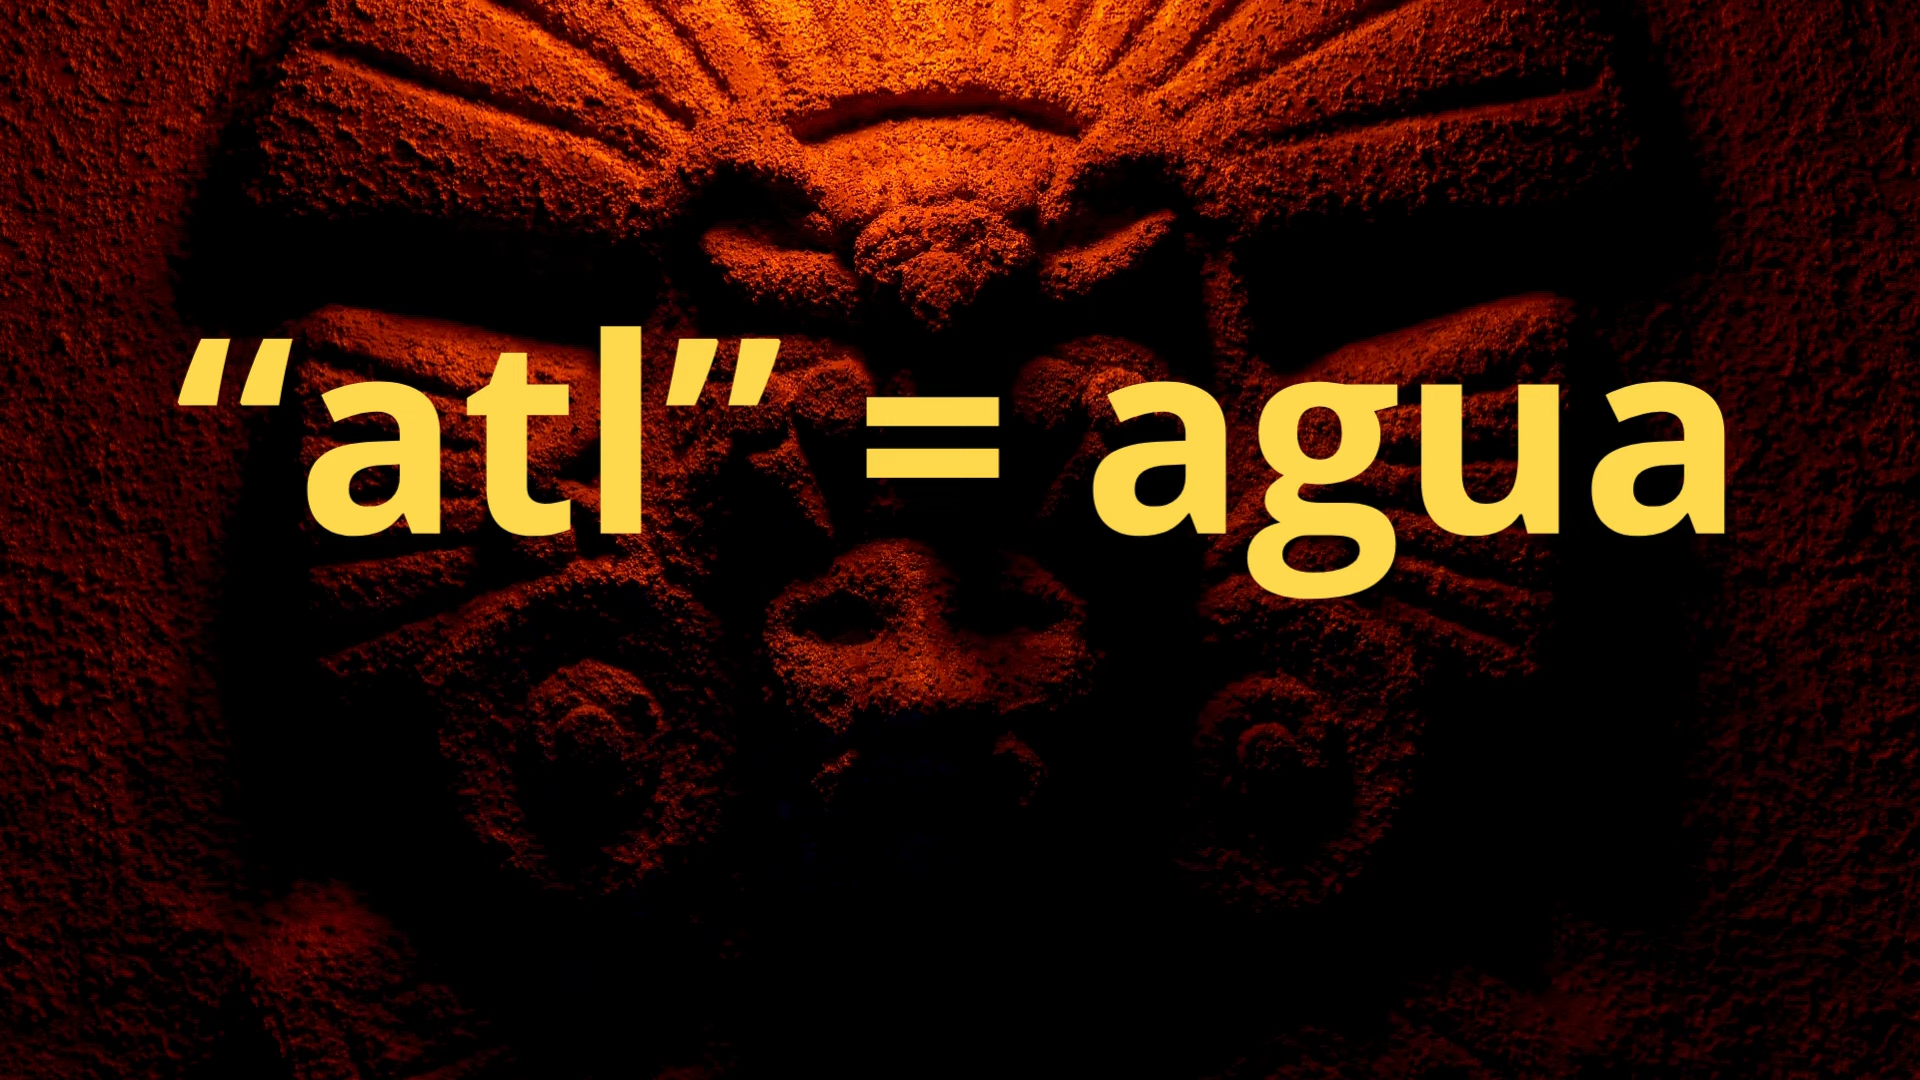 “atl” = agua